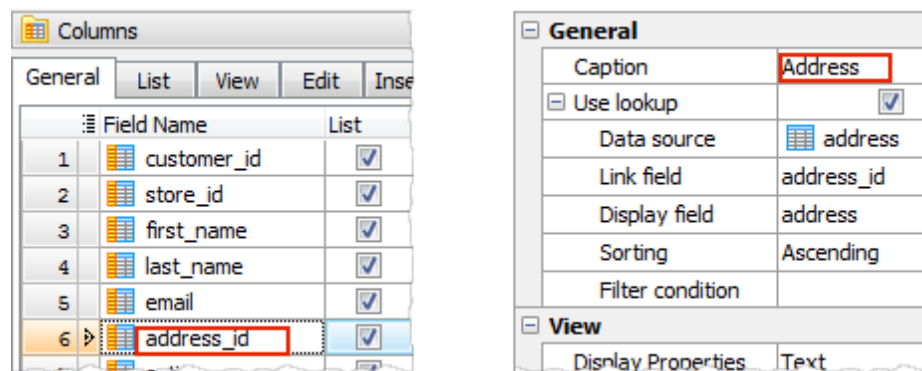 Columns
General List View Edit Inse
Field Name List
1 customer_id
2 store_id
3 first_name
4 last_name
5 email
6 address_id
General
Caption Address
Use lookup
Data source address
Link field address_id
Display field address
Sorting Ascending
Filter condition
View
Display Properties Text